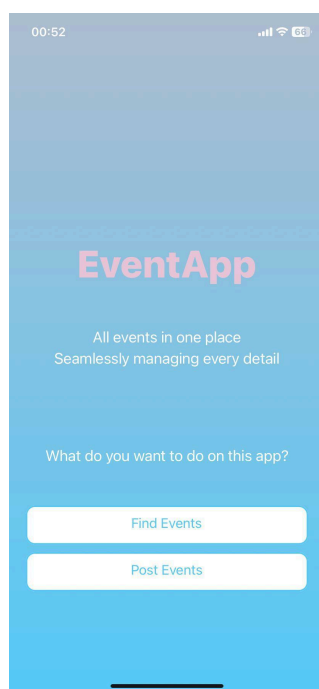 00:52
68
EventApp
All events in one place
Seamlessly managing every detail
What do you want to do on this app?
Find Events
Post Events